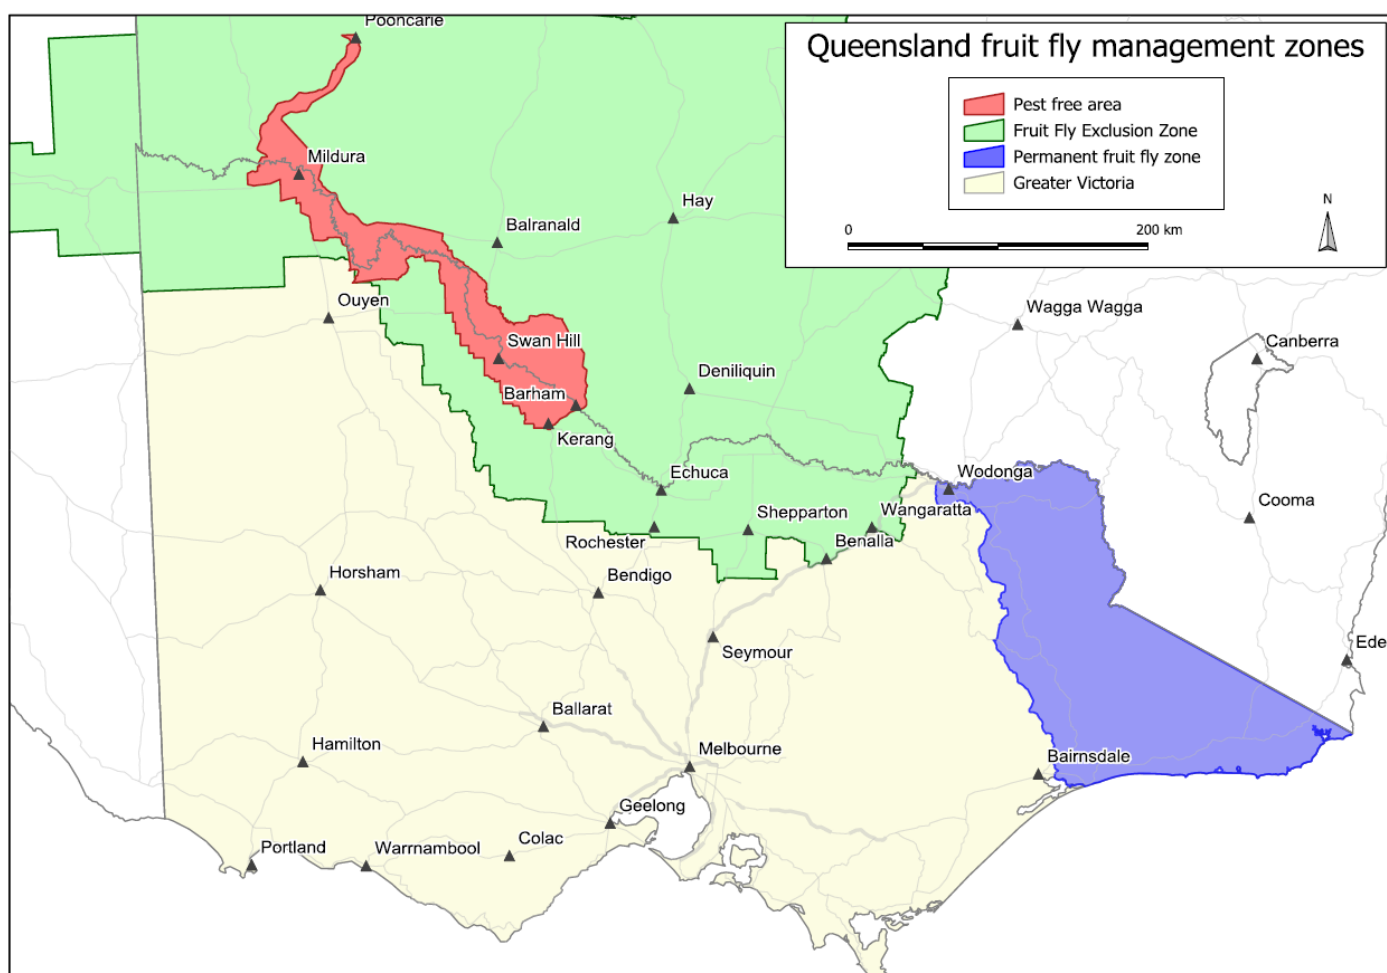 Pooncarie
Queensland fruit fly management zones
Pest free area
Fruit Fly Exclusion Zone
Permanent fruit fly zone
Greater Victoria
N
0 200 km
Mildura
Hay
Balranald
Ouyen
Wagga Wagga
Swan Hill
Canberra
Deniliquin
Barham
Kerang
Echuca
Wodonga
Cooma
Shepparton
Wangaratta
Rochester
Benalla
Horsham
Bendigo
Seymour
Ede
Ballarat
Hamilton
Melbourne
Bairnsdale
Geelong
Colac
Portland
Warrnambool